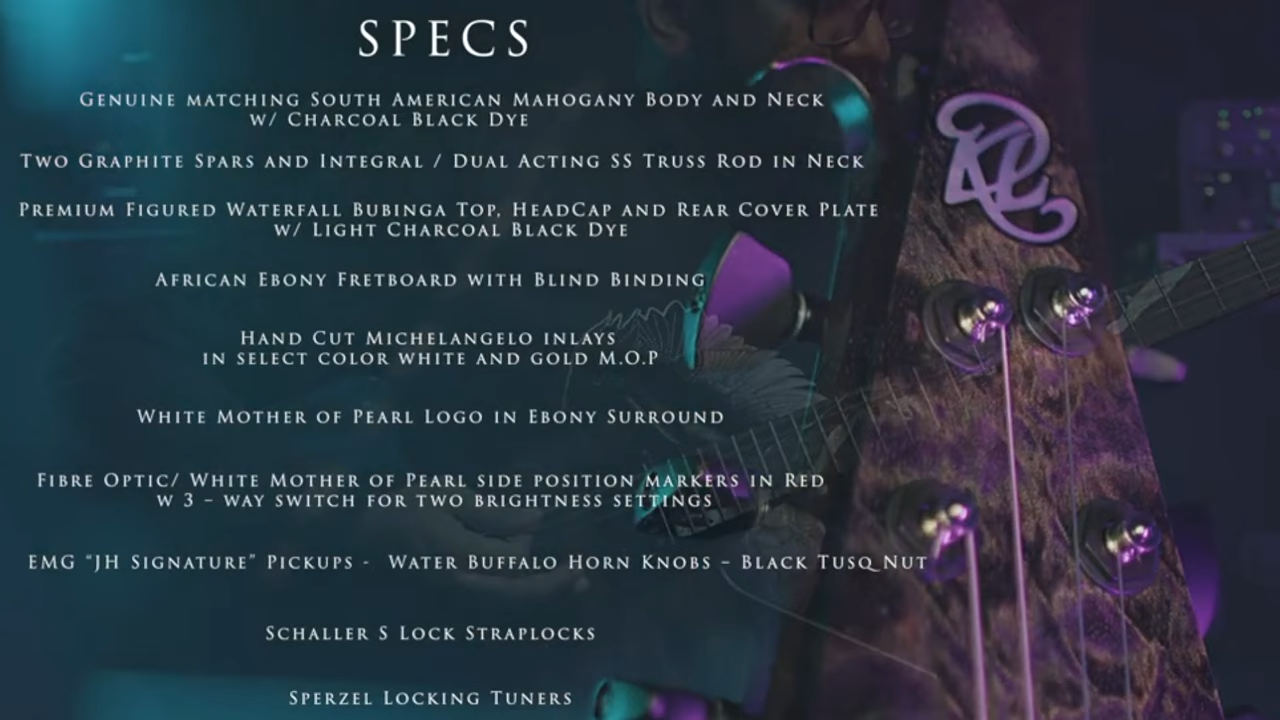 SPECS
GENUINE MATCHING SOUTH AMERICAN MAHOGANY BODY AND NECK
W/ CHARCOAL BLACK DYE
TWO GRAPHITE SPARS AND INTEGRAL / DUAL ACTING SS TRUSS ROD IN NECK
PREMIUM FIGURED WATERFALL BUBINGA TOP, HEADCAP AND REAR COVER PLATE
W/ LIGHT CHARCOAL BLACK DYE
AFRICAN EBONY FRETBOARD WITH BLIND BINDING
HAND CUT MICHELANGELO INLAYS
IN SELECT COLOR WHITE AND GOLD M.O.P
WHITE MOTHER OF PEARL LOGO IN EBONY SURROUND
FIBRE OPTIC/ WHITE MOTHER OF PEARL SIDE POSITION MARKERS IN RED
W 3 – WAY SWITCH FOR TWO BRIGHTNESS SETTINGS
EMG “JH SIGNATURE” PICKUPS - WATER BUFFALO HORN KNOBS – BLACK TUSQ NUT
SCHALLER S LOCK STRAPLOCKS
SPERZEL LOCKING TUNERS